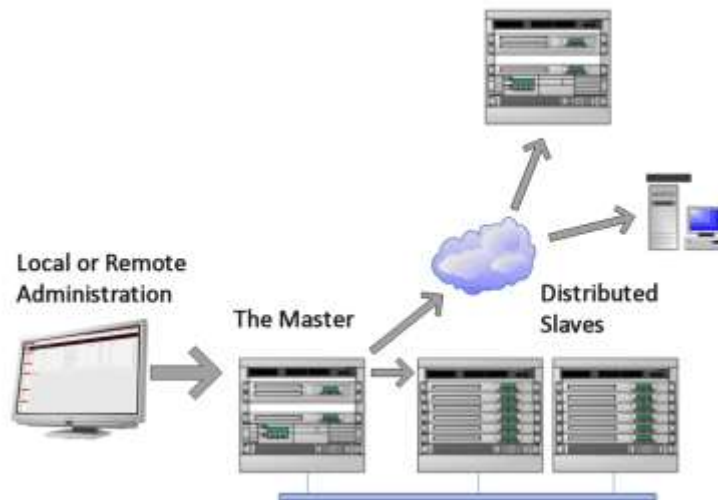 Local or Remote
Administration
The Master
Distributed
Slaves